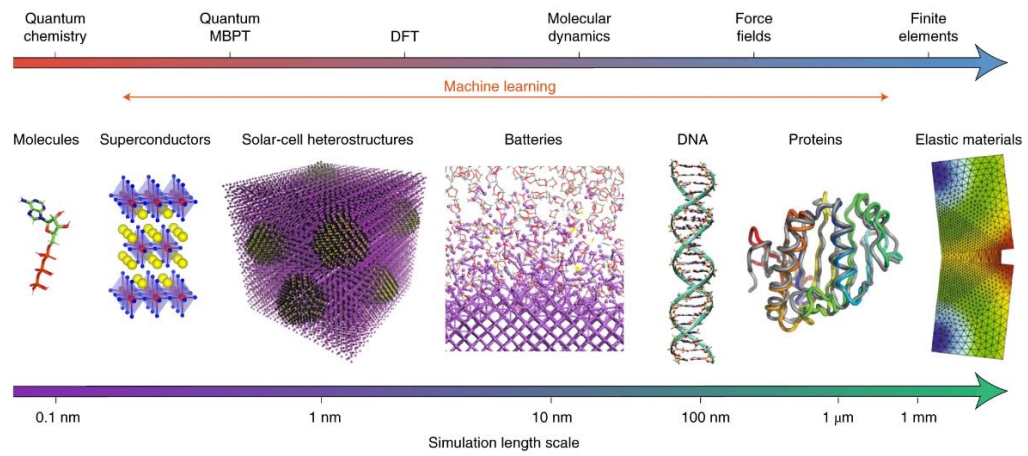 Quantum chemistry
Quantum MBPT
DFT
Molecular dynamics
Force fields
Finite elements
Machine learning
Molecules
Superconductors
Solar-cell heterostructures
Batteries
DNA
Proteins
Elastic materials
0.1 nm
1 nm
10 nm
100 nm
1 μm
1 mm
Simulation length scale